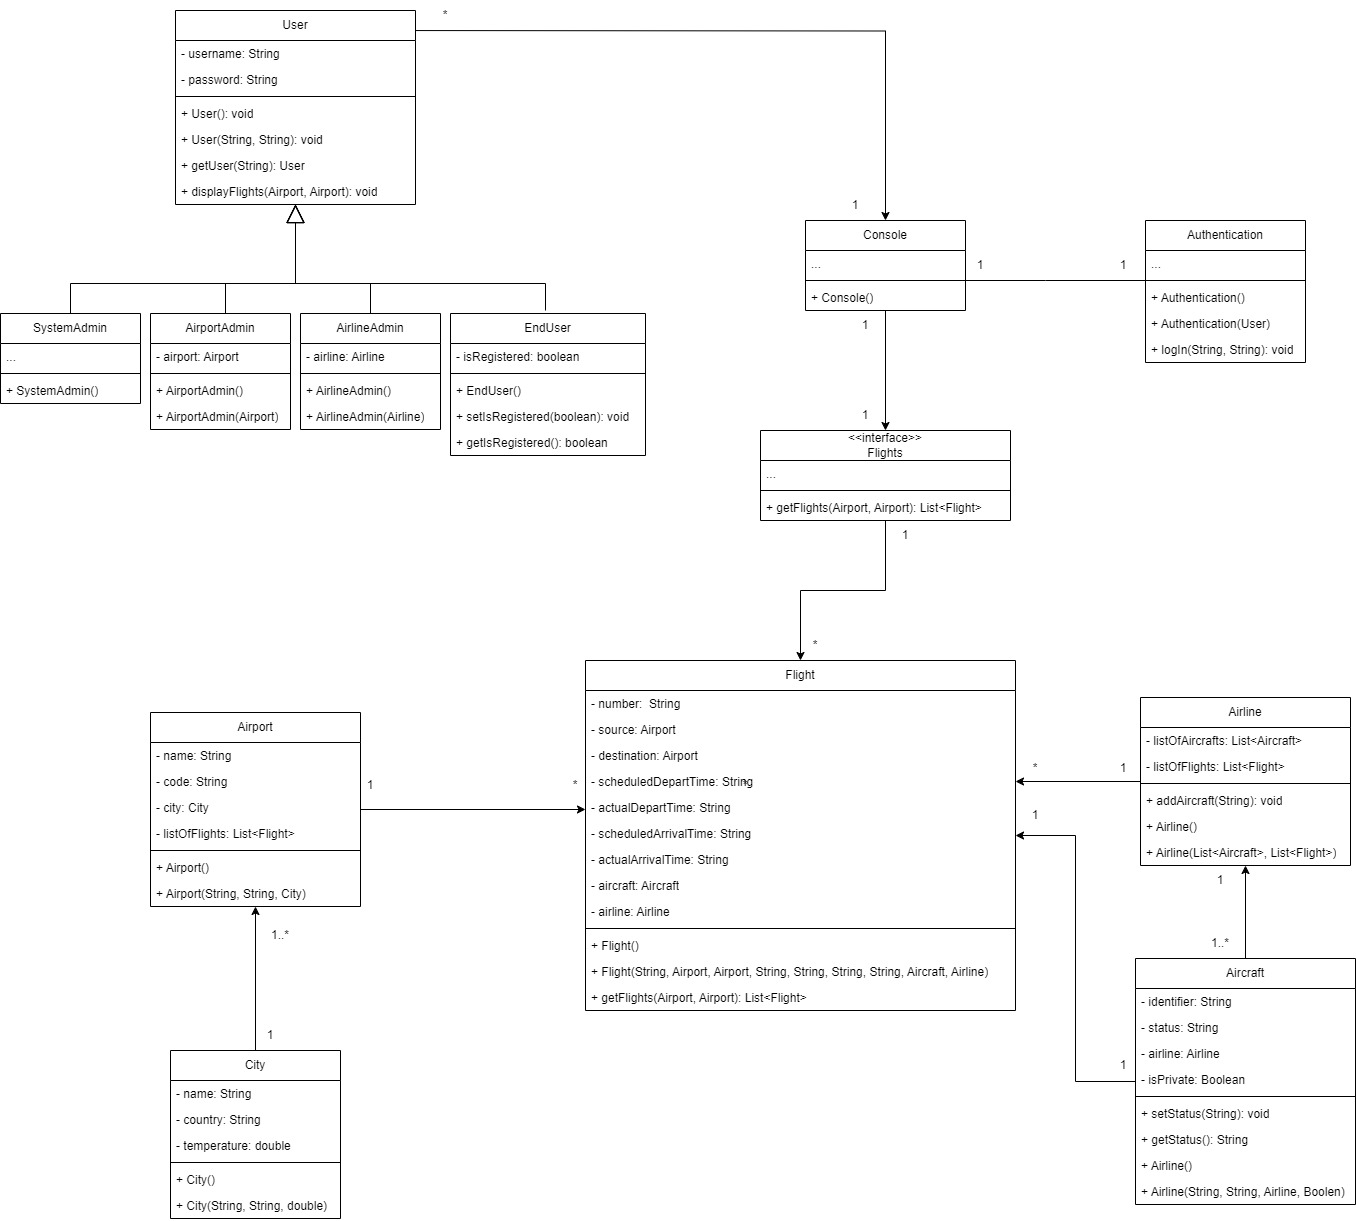 User
- username: String
- password: String
+ User(): void
+ User(String, String): void
+ getUser(String): User
+ displayFlights(Airport, Airport): void
*
1
Console
...
+ Console()
1
1
Authentication
...
+ Authentication()
+ Authentication(User)
+ logIn(String, String): void
SystemAdmin
...
+ SystemAdmin()
AirportAdmin
- airport: Airport
+ AirportAdmin()
+ AirportAdmin(Airport)
AirlineAdmin
- airline: Airline
+ AirlineAdmin()
+ AirlineAdmin(Airline)
EndUser
- isRegistered: boolean
+ EndUser()
+ setIsRegistered(boolean): void
+ getIsRegistered(): boolean
1
1
<<interface>>
Flights
...
+ getFlights(Airport, Airport): List<Flight>
1
*
Flight
- number:  String
- source: Airport
- destination: Airport
- scheduledDepartTime: String
*
- actualDepartTime: String
- scheduledArrivalTime: String
- actualArrivalTime: String
- aircraft: Aircraft
- airline: Airline
+ Flight()
+ Flight(String, Airport, Airport, String, String, String, String, Aircraft, Airline)
+ getFlights(Airport, Airport): List<Flight>
Airport
- name: String
- code: String
- city: City
- listOfFlights: List<Flight>
+ Airport()
+ Airport(String, String, City)
1
*
1..*
1
City
- name: String
- country: String
- temperature: double
+ City()
+ City(String, String, double)
*
1
1
Airline
- listOfAircrafts: List<Aircraft>
- listOfFlights: List<Flight>
+ addAircraft(String): void
+ Airline()
+ Airline(List<Aircraft>, List<Flight>)
1
1..*
1
Aircraft
- identifier: String
- status: String
- airline: Airline
- isPrivate: Boolean
+ setStatus(String): void
+ getStatus(): String
+ Airline()
+ Airline(String, String, Airline, Boolen)